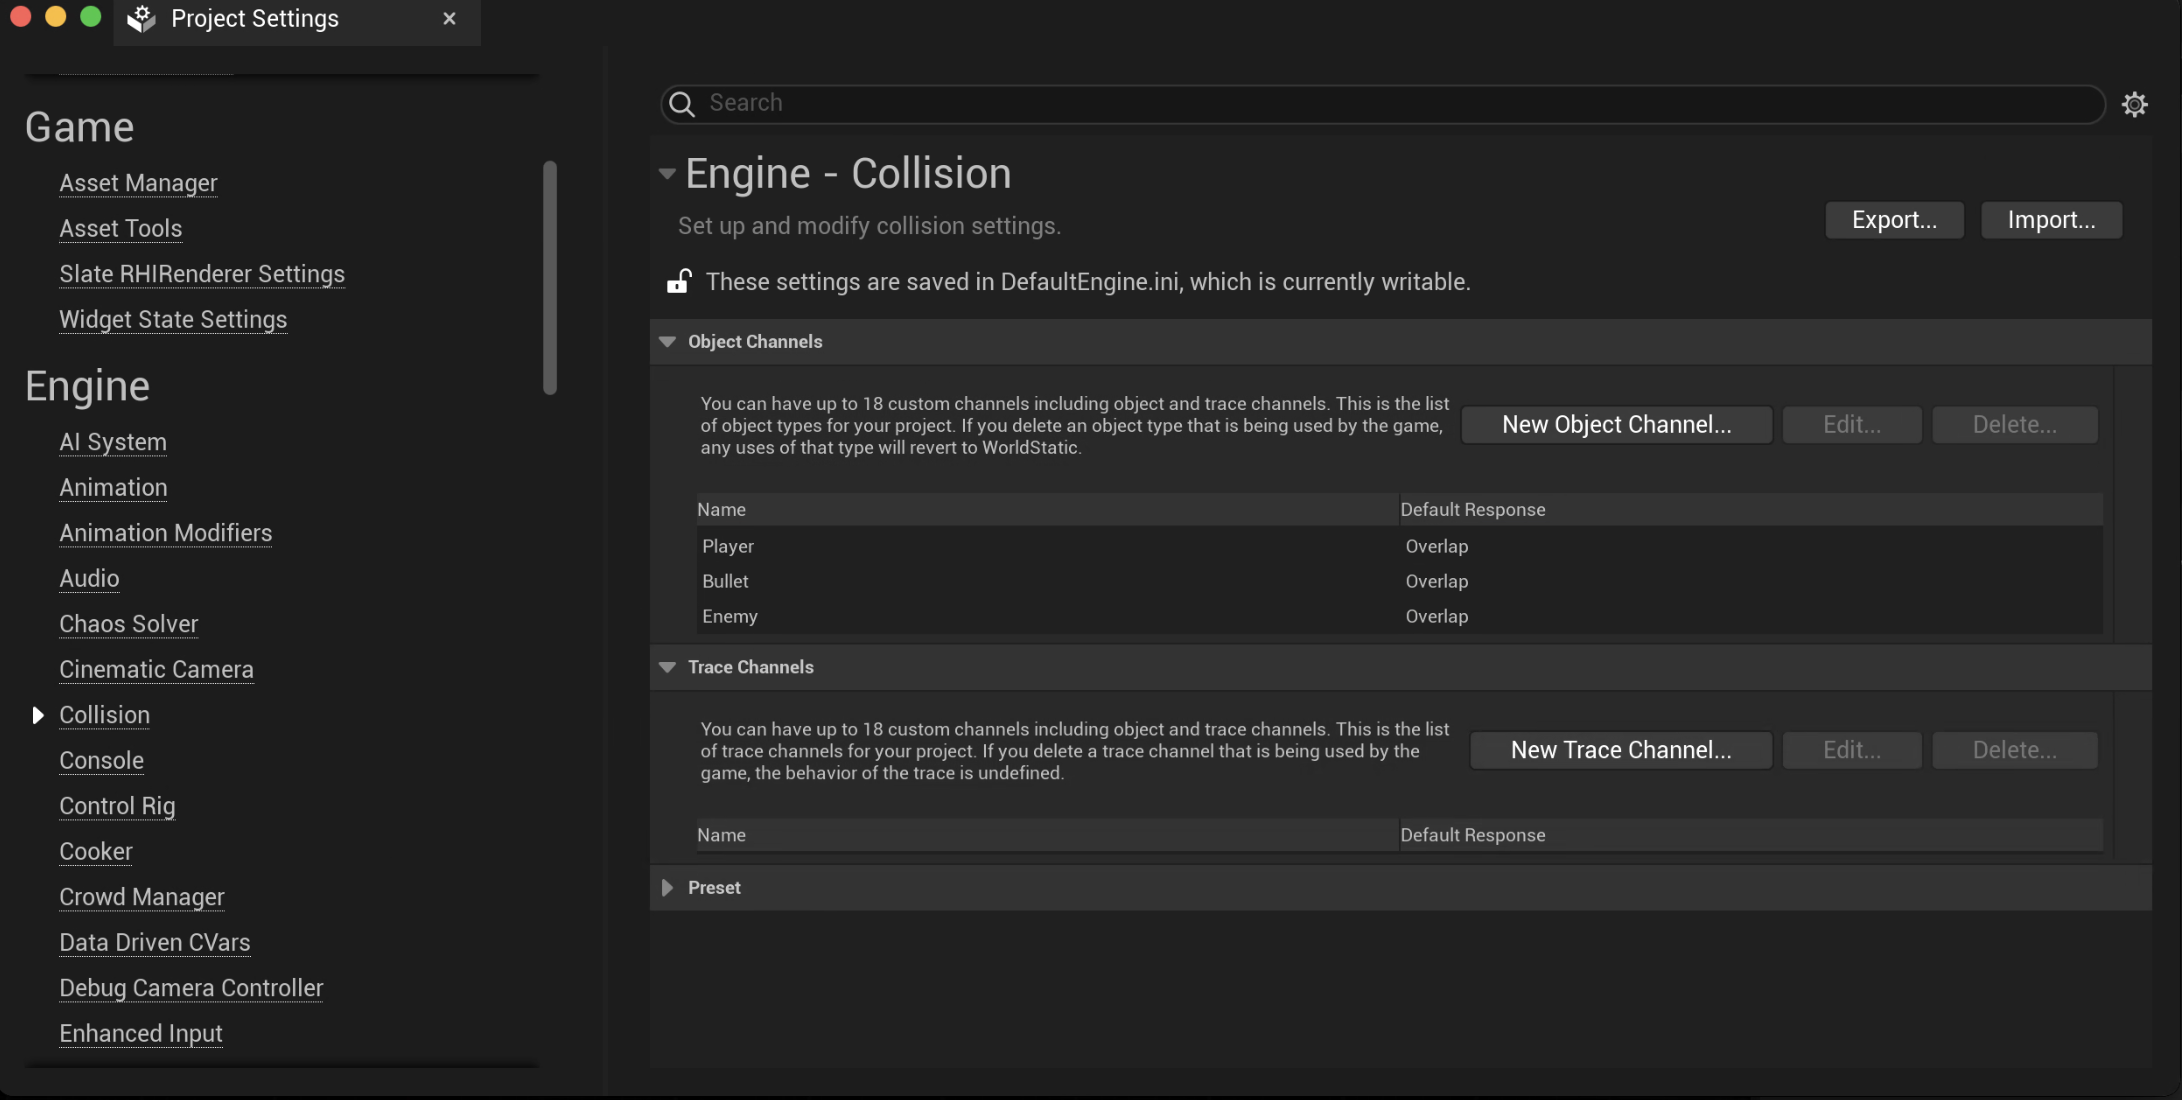 Project Settings
Game
Asset Manager
Asset Tools
Slate RHIRenderer Settings
Widget State Settings
Engine
AI System
Animation
Animation Modifiers
Audio
Chaos Solver
Cinematic Camera
Collision
Console
Control Rig
Cooker
Crowd Manager
Data Driven CVars
Debug Camera Controller
Enhanced Input
Search
Engine - Collision
Set up and modify collision settings.
Export...
Import...
These settings are saved in DefaultEngine.ini, which is currently writable.
Object Channels
You can have up to 18 custom channels including object and trace channels. This is the list
of object types for your project. If you delete an object type that is being used by the game,
any uses of that type will revert to WorldStatic.
New Object Channel...
Edit...
Delete...
Name
Default Response
Player
Overlap
Bullet
Overlap
Enemy
Overlap
Trace Channels
You can have up to 18 custom channels including object and trace channels. This is the list
of trace channels for your project. If you delete a trace channel that is being used by the
game, the behavior of the trace is undefined.
New Trace Channel...
Edit...
Delete...
Name
Default Response
Preset